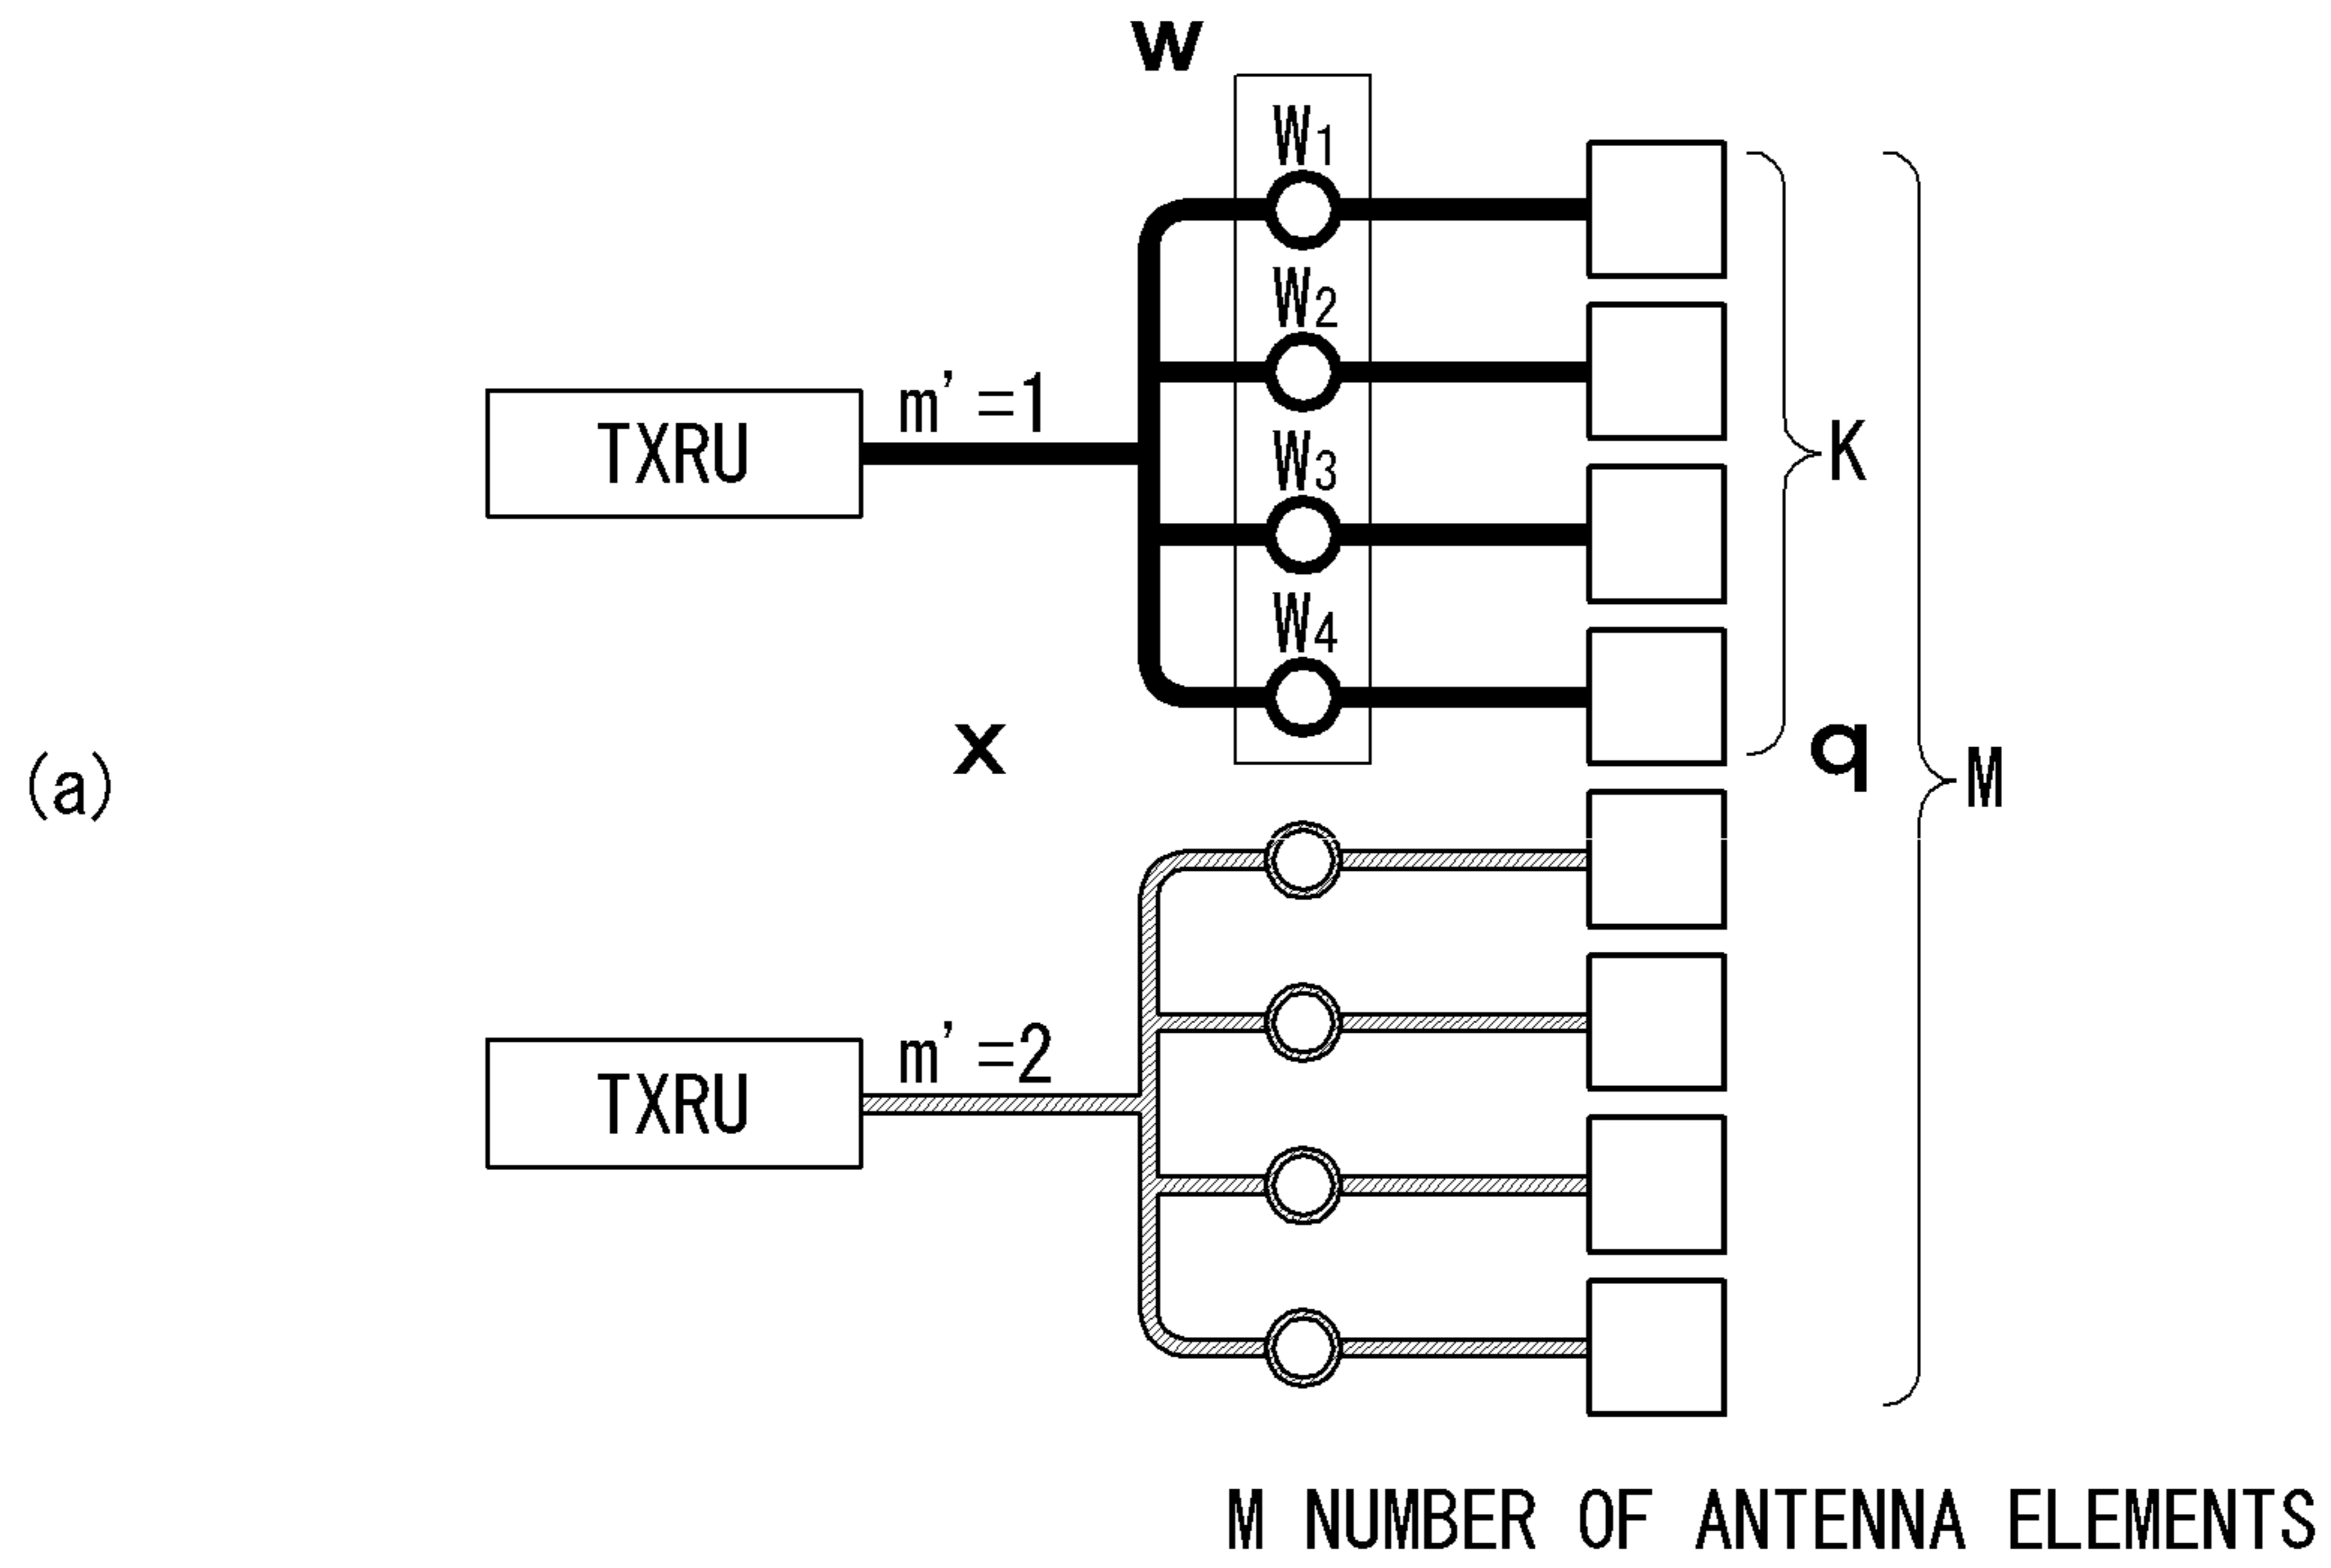 w
W1
W2
m'=1
TXRU
K
W3
W4
x
q
(a)
M
m'=2
TXRU
M NUMBER OF ANTENNA ELEMENTS